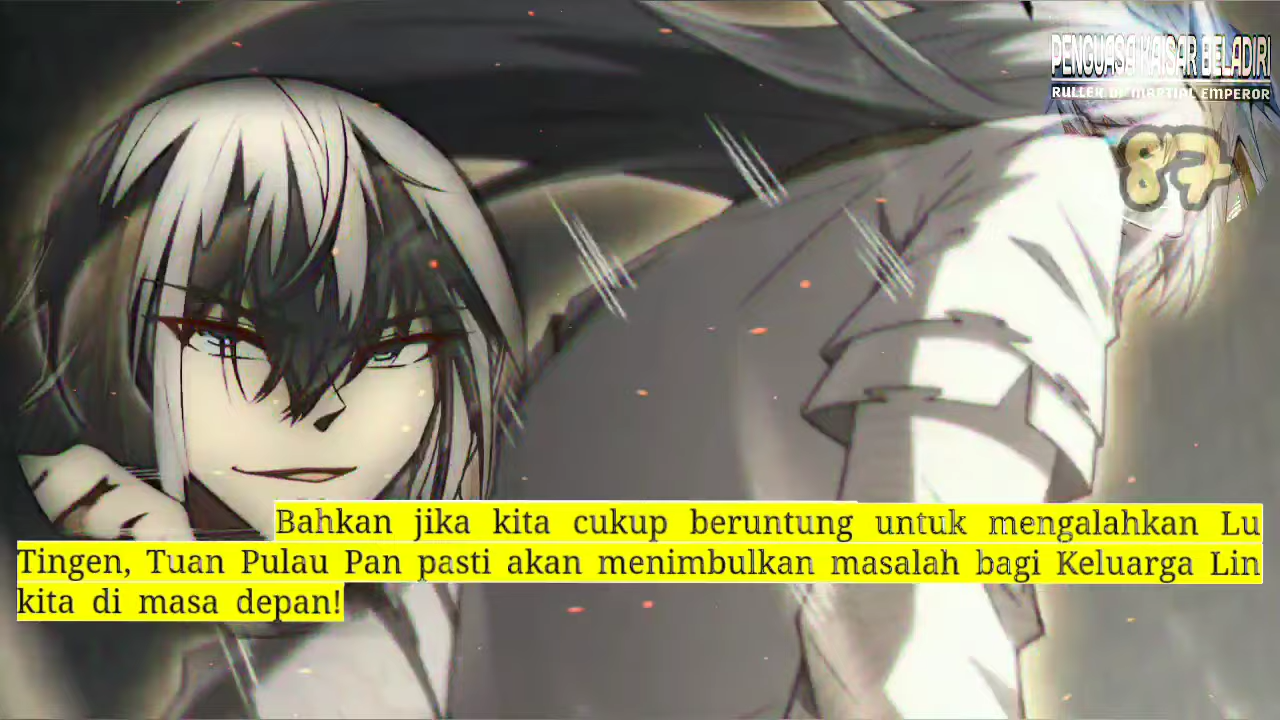 PENGUASA KAISAR BELADIRI
RULLER OF MARTIAL EMPEROR
87
Bahkan jika kita cukup beruntung untuk mengalahkan Lu
Tingen, Tuan Pulau Pan pasti akan menimbulkan masalah bagi Keluarga Lin
kita di masa depan!